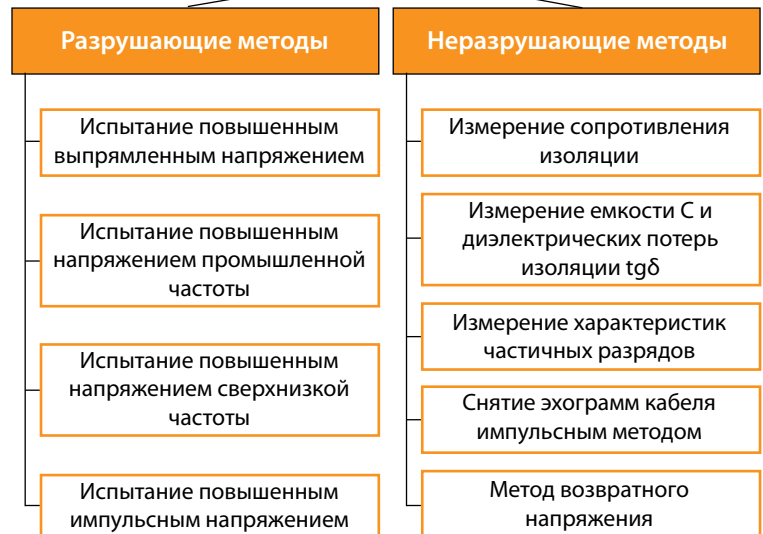 Разрушающие методы
Испытание повышенным
выпрямленным напряжением
Испытание повышенным
напряжением промышленной
частоты
Испытание повышенным
напряжением сверхнизкой
частоты
Испытание повышенным
импульсным напряжением
Неразрушающие методы
Измерение сопротивления
изоляции
Измерение емкости С и
диэлектрических потерь
изоляции tgδ
Измерение характеристик
частичных разрядов
Снятие эхограмм кабеля
импульсным методом
Метод возвратного
напряжения